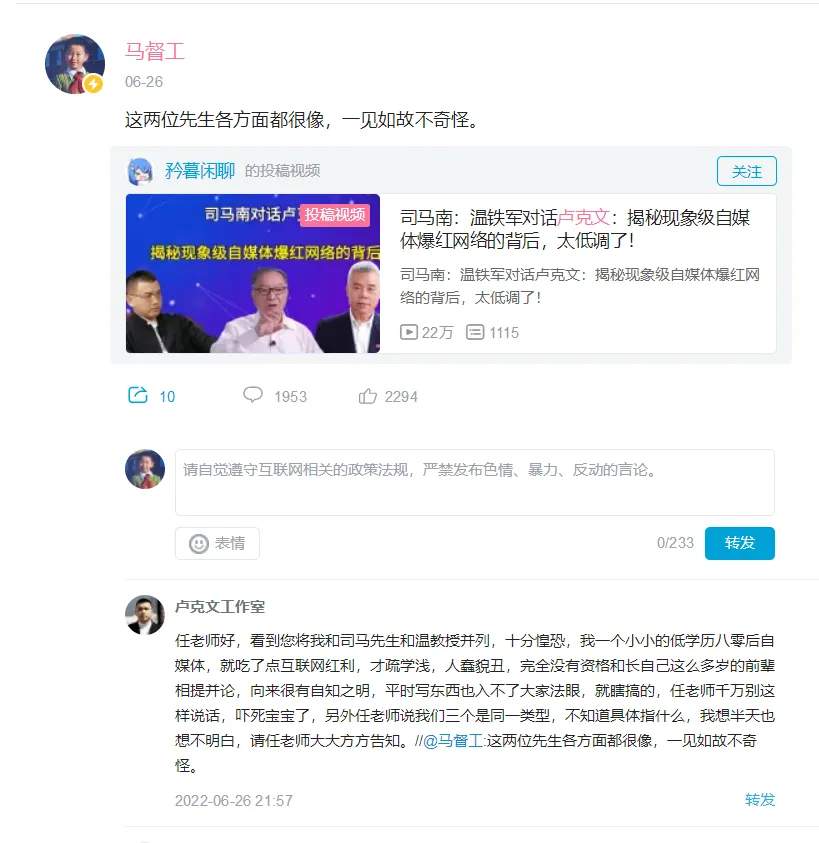 马督工
06-26
这两位先生各方面都很像，一见如故不奇怪。
矜暮闲聊 的投稿视频
关注
司马南对话卢
投稿视频
揭秘现象级自媒体爆红网络的背后
司马南：温铁军对话卢克文：揭秘现象级自媒
体爆红网络的背后，太低调了！
司马南：温铁军对话卢克文：揭秘现象级自媒体爆红网
络的背后，太低调了！
22万 1115
10 1953 2294
请自觉遵守互联网相关的政策法规，严禁发布色情、暴力、反动的言论。
表情 0/233 转发
卢克文工作室
任老师好，看到您将我和司马先生和温教授并列，十分惶恐，我一个小小的低学历八零后自
媒体，就吃了点互联网红利，才疏学浅，人蠢貌丑，完全没有资格和长自己这么多岁的前辈
相提并论，向来很有自知之明，平时写东西也入不了大家法眼，就瞎搞的，任老师千万别这
样说话，吓死宝宝了，另外任老师说我们三个是同一类型，不知道具体指什么，我想半天也
想不明白，请任老师大大方方告知。//@马督工:这两位先生各方面都很像，一见如故不奇
怪。
2022-06-26 21:57 转发